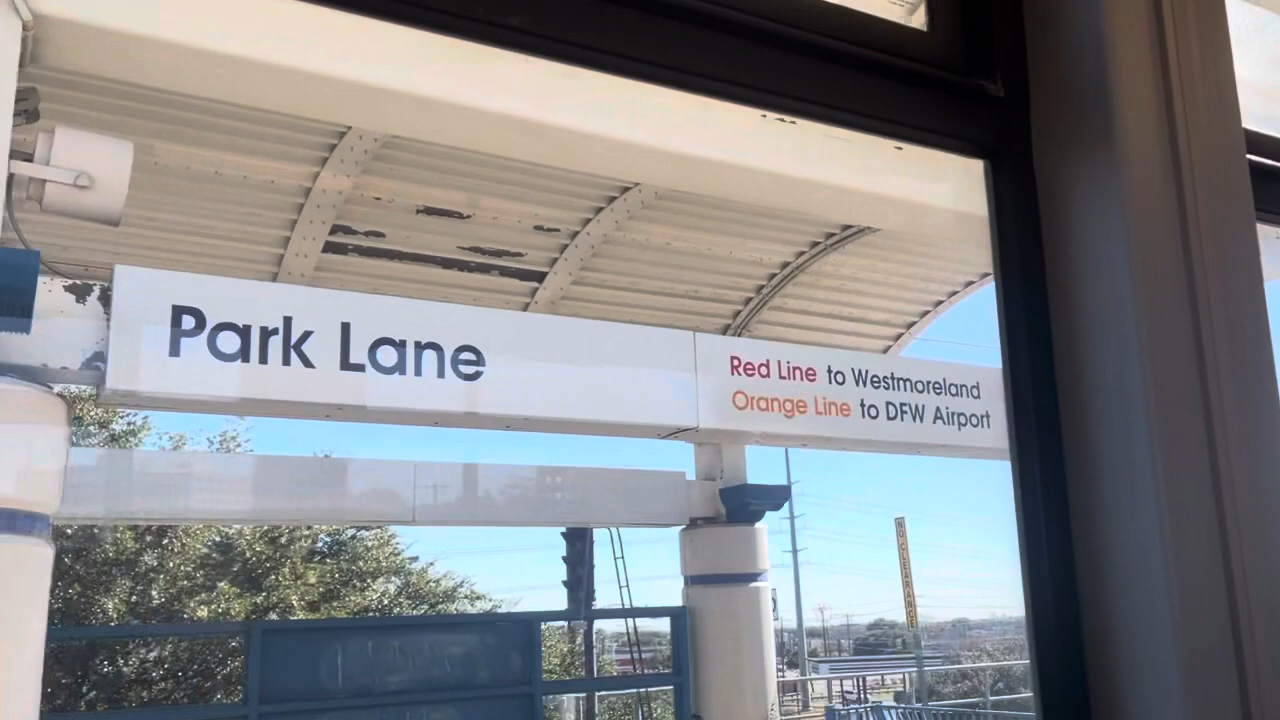 Park Lane
Red Line to Westmoreland
Orange Line to DFW Airport
NO CLEARANCE